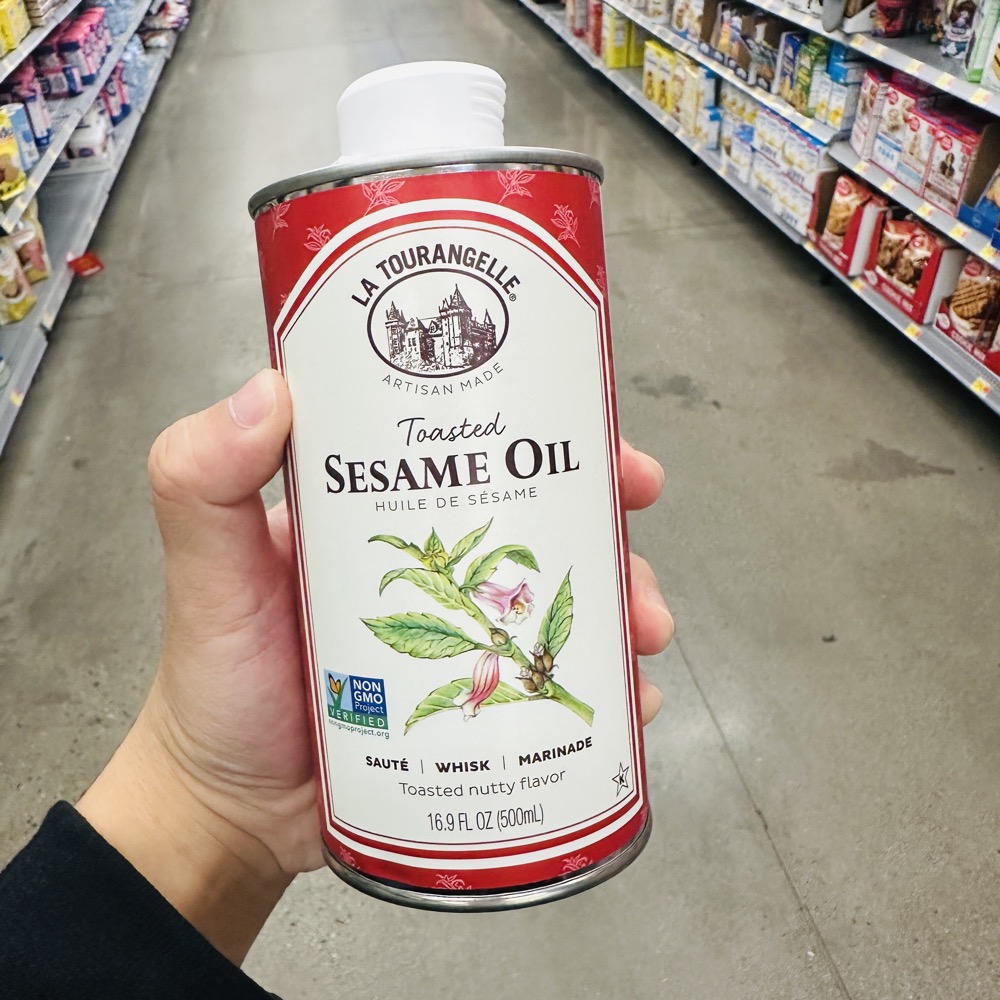 LA TOURANGELLE®
ARTISAN MADE
Toasted
SESAME OIL
HUILE DE SÉSAME
NON
GMO
Project
VERIFIED
nongmoproject.org
SAUTÉ | WHISK | MARINADE
Toasted nutty flavor
K
16.9 FL OZ (500mL)